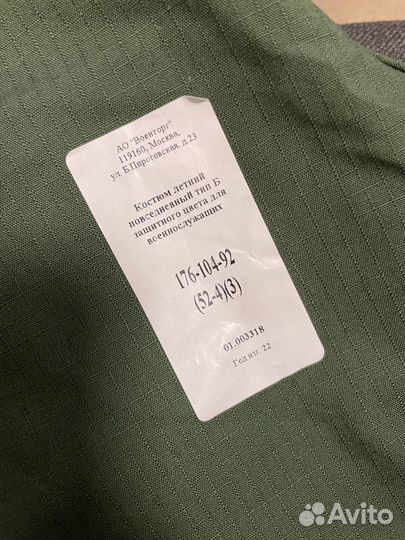 АО "Военторг"
119160, Москва,
ул. Б.Пироговская, д.23
Костюм летний
повседневный тип Б
защитного цвета для
военнослужащих
176-104-92
(52-4)(3)
01.003318
Год изг. 22
Avito